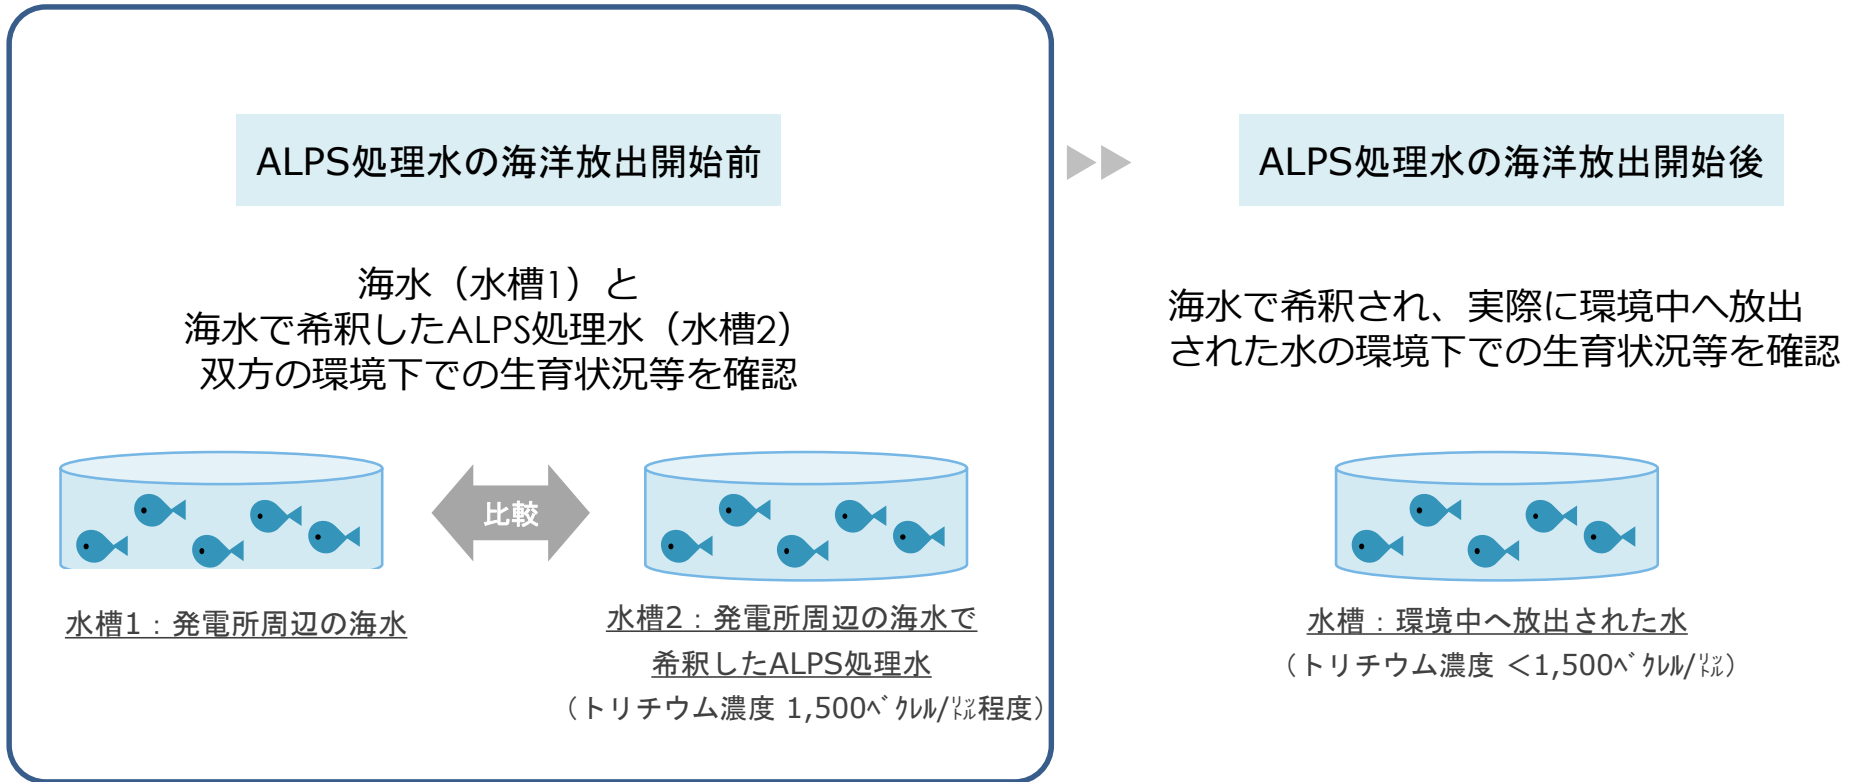 ALPS処理水の海洋放出開始前
海水（水槽1）と
海水で希釈したALPS処理水（水槽2）
双方の環境下での生育状況等を確認
比較
水槽1：発電所周辺の海水
水槽2：発電所周辺の海水で
希釈したALPS処理水
（トリチウム濃度 1,500ﾍﾞｸﾚﾙ/㍑程度）
ALPS処理水の海洋放出開始後
海水で希釈され、実際に環境中へ放出
された水の環境下での生育状況等を確認
水槽：環境中へ放出された水
（トリチウム濃度 ＜1,500ﾍﾞｸﾚﾙ/㍑）